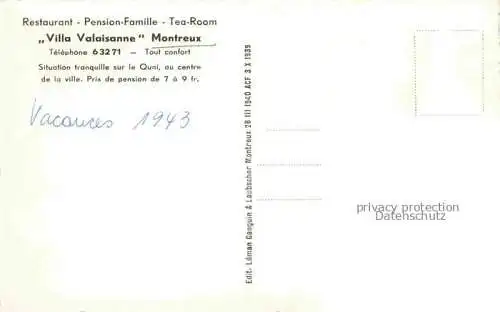 Restaurant - Pension-Famille - Tea-Room
„Villa Valaisanne" Montreux
Téléphone 63271 — Tout confort
Situation tranquille sur le Quai, au centre
de la ville. Prix de pension de 7 à 9 fr.
Vacances 1943
Edit. Léman Ganguin & Laubscher Montreux 28 III 1940 ACF 3 X 1939
privacy protection
Datenschutz